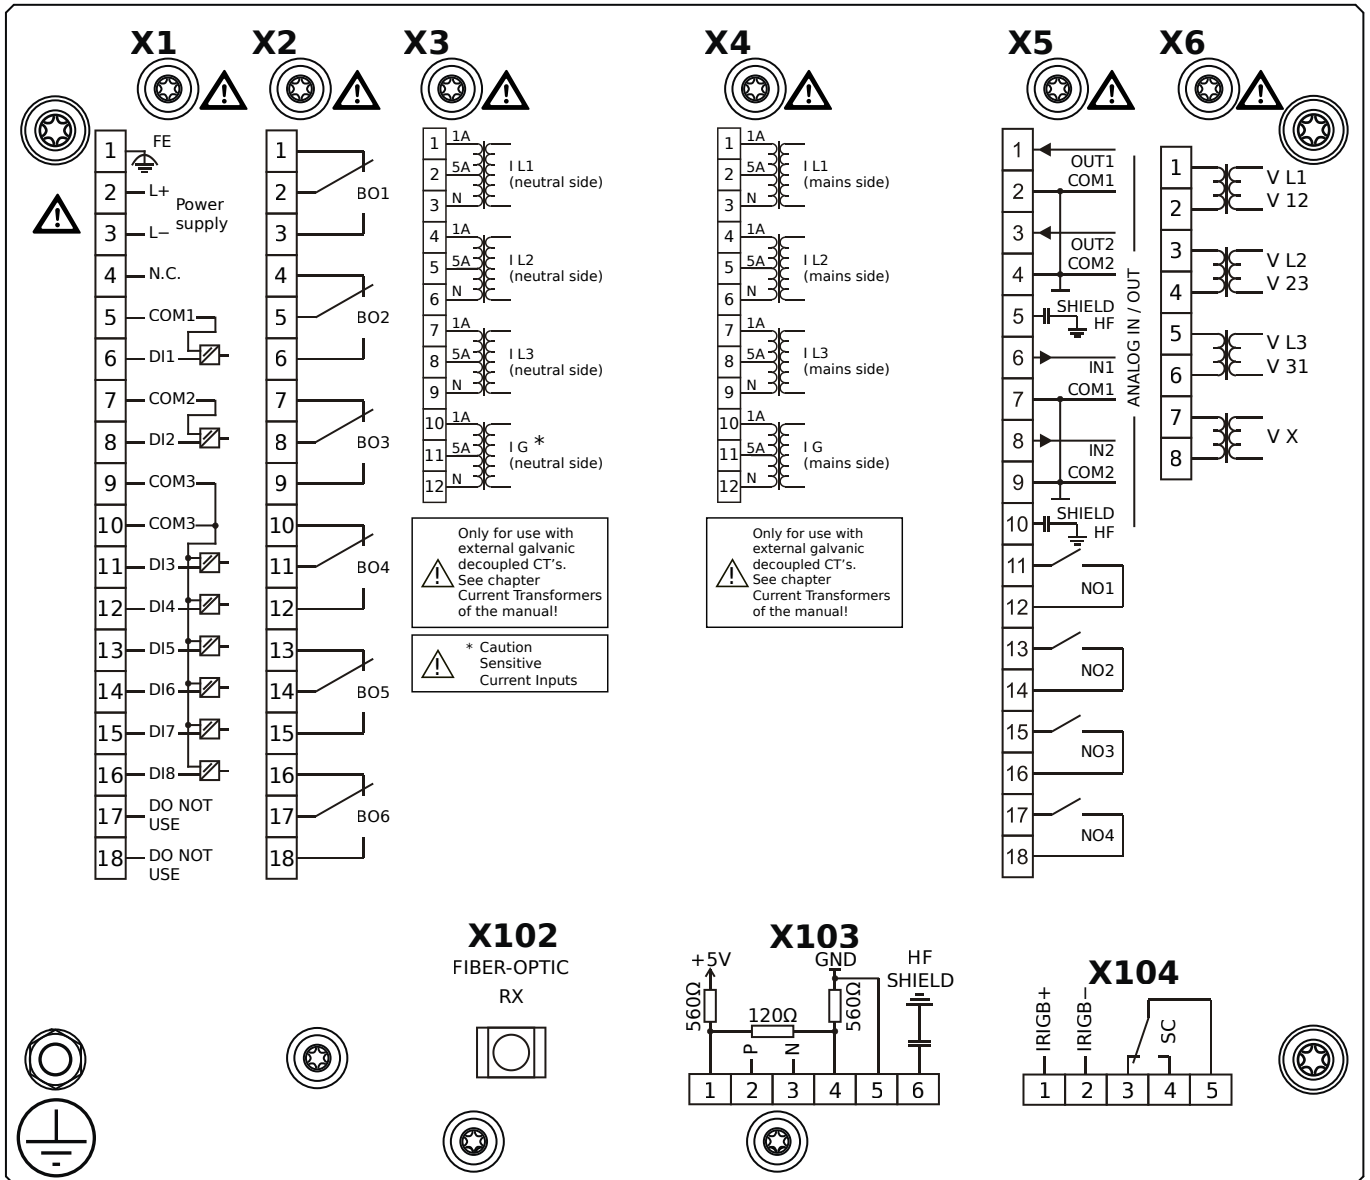 X1
1 FE
2 L+ Power
3 L− supply
4 N.C.
5 COM1
6 DI1
7 COM2
8 DI2
9 COM3
10 COM3
11 DI3
12 DI4
13 DI5
14 DI6
15 DI7
16 DI8
17 DO NOT
USE
18 DO NOT
USE
X2
1
2 BO1
3
4
5 BO2
6
7
8 BO3
9
10
11 BO4
12
13
14 BO5
15
16
17 BO6
18
X3
1 1A
2 5A I L1
(neutral side)
3 N
4 1A
5 5A I L2
(neutral side)
6 N
7 1A
8 5A I L3
(neutral side)
9 N
10 1A
11 5A I G *
(neutral side)
12 N
Only for use with
external galvanic
decoupled CT's.
See chapter
Current Transformers
of the manual!
* Caution
Sensitive
Current Inputs
X4
1 1A
2 5A I L1
(mains side)
3 N
4 1A
5 5A I L2
(mains side)
6 N
7 1A
8 5A I L3
(mains side)
9 N
10 1A
11 5A I G
(mains side)
12 N
Only for use with
external galvanic
decoupled CT's.
See chapter
Current Transformers
of the manual!
X5
1 OUT1
2 COM1
3 OUT2
4 COM2
5 SHIELD
HF
6 IN1
7 COM1
8 IN2
9 COM2
10 SHIELD
HF
ANALOG IN / OUT
11 NO1
12
13 NO2
14
15 NO3
16
17 NO4
18
X6
1 V L1
2 V 12
3 V L2
4 V 23
5 V L3
6 V 31
7 V X
8
X102
FIBER-OPTIC
RX
X103
+5V GND HF
SHIELD
560Ω 120Ω 560Ω
P N
1 2 3 4 5 6
X104
IRIGB+ IRIGB− SC
1 2 3 4 5